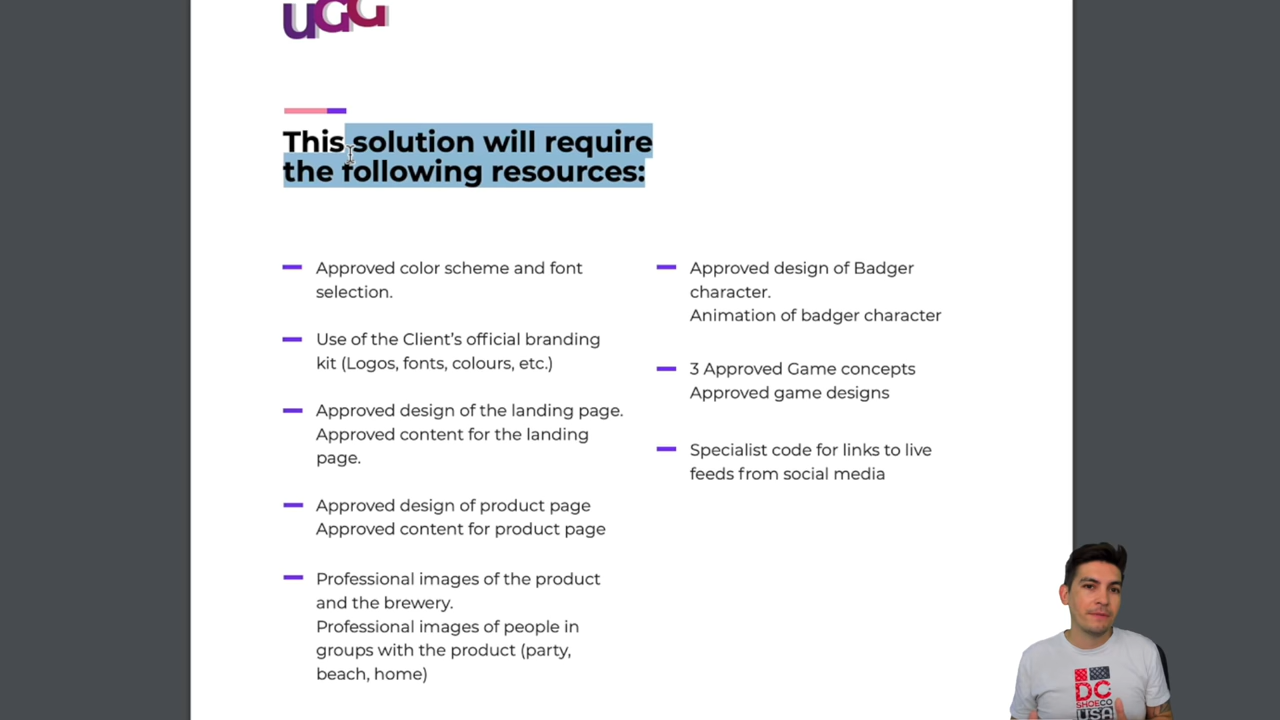 uGG
This solution will require
the following resources:
Approved color scheme and font
selection.
Use of the Client's official branding
kit (Logos, fonts, colours, etc.)
Approved design of the landing page.
Approved content for the landing
page.
Approved design of product page
Approved content for product page
Professional images of the product
and the brewery.
Professional images of people in
groups with the product (party,
beach, home)
Approved design of Badger
character.
Animation of badger character
3 Approved Game concepts
Approved game designs
Specialist code for links to live
feeds from social media
DC
SHOECO
USA